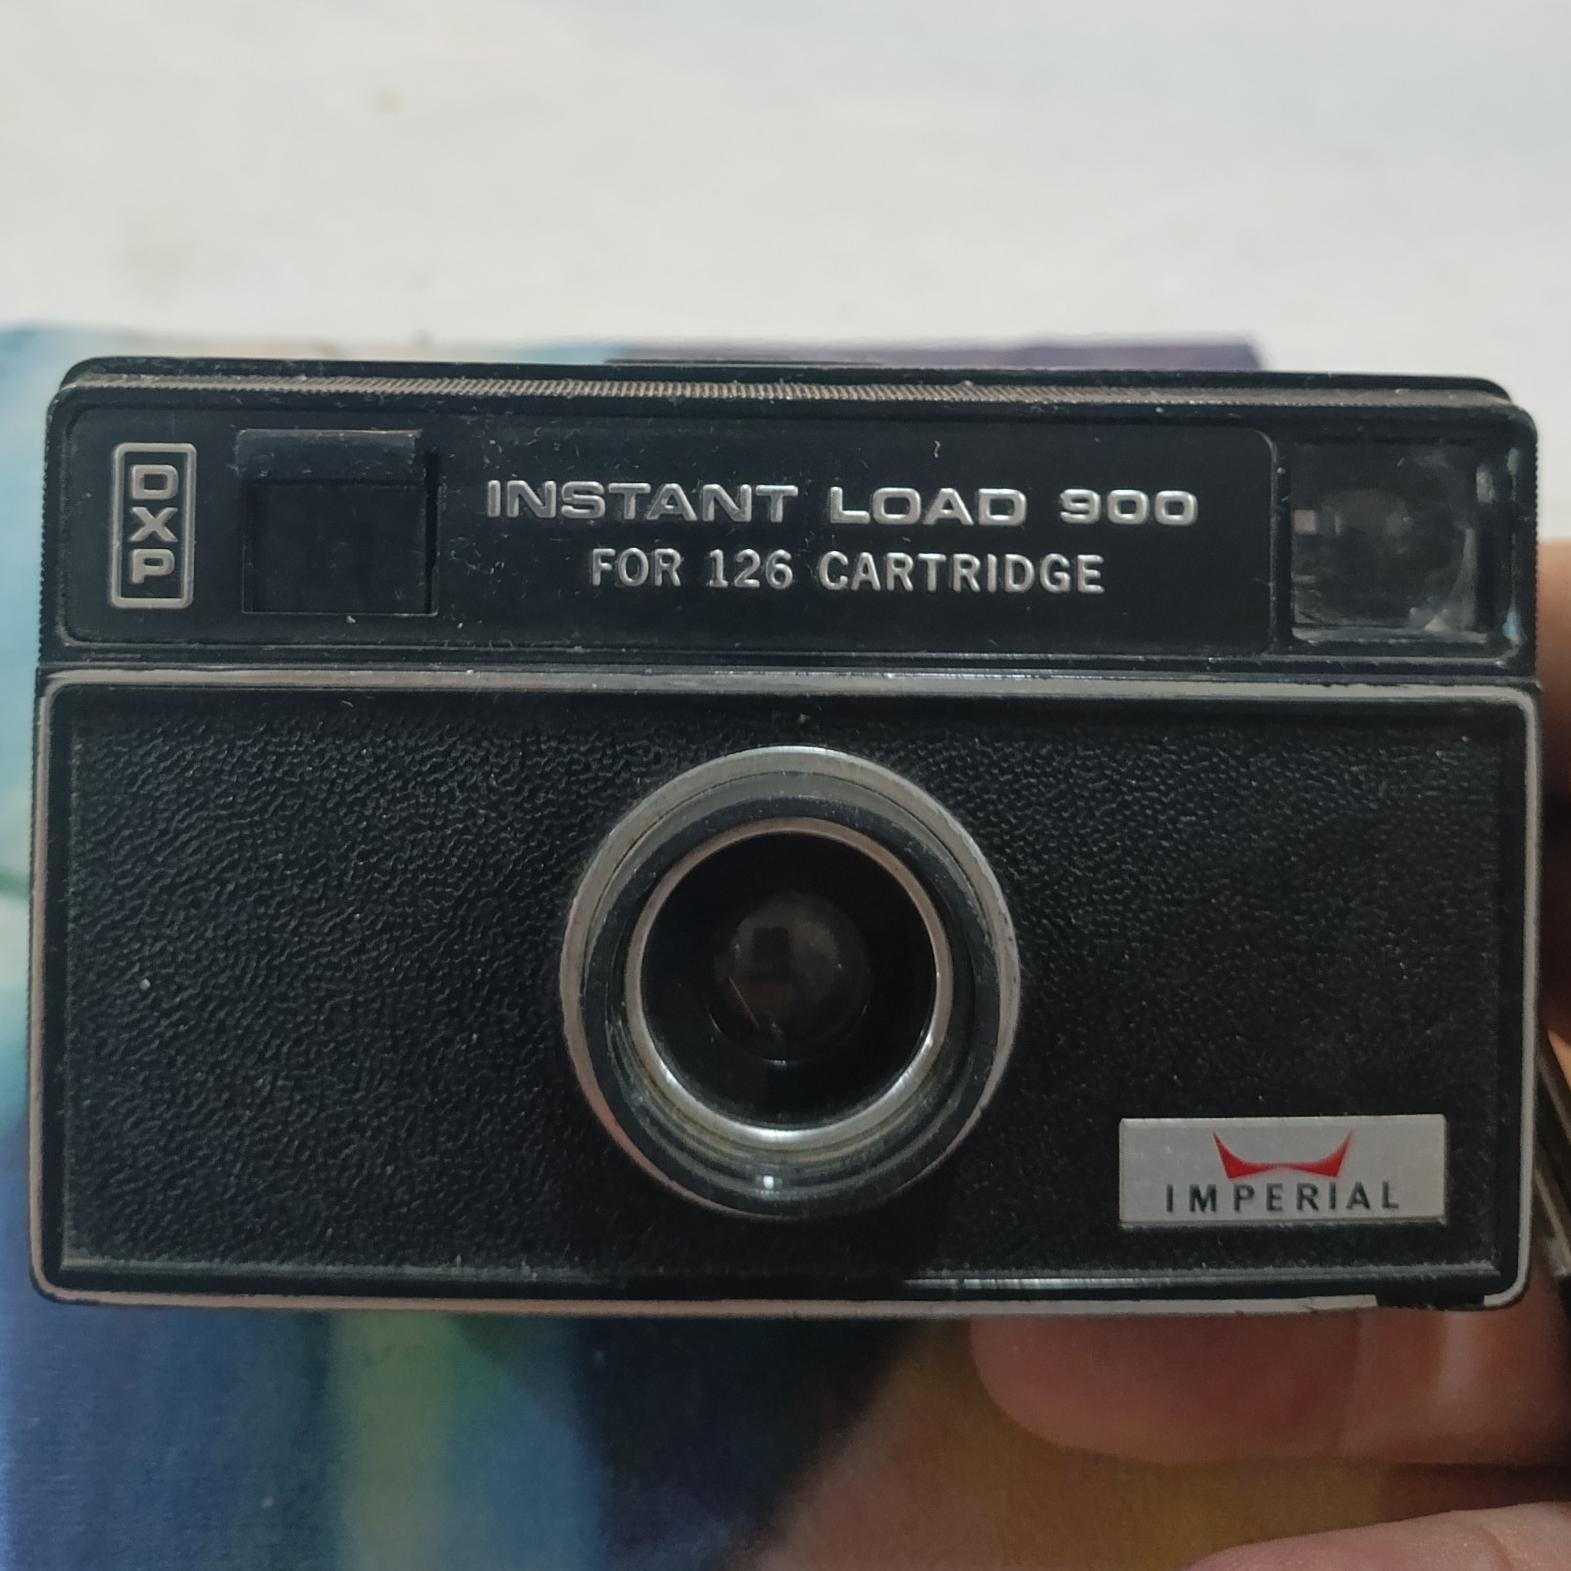 DXP
INSTANT LOAD 900
FOR 126 CARTRIDGE
IMPERIAL